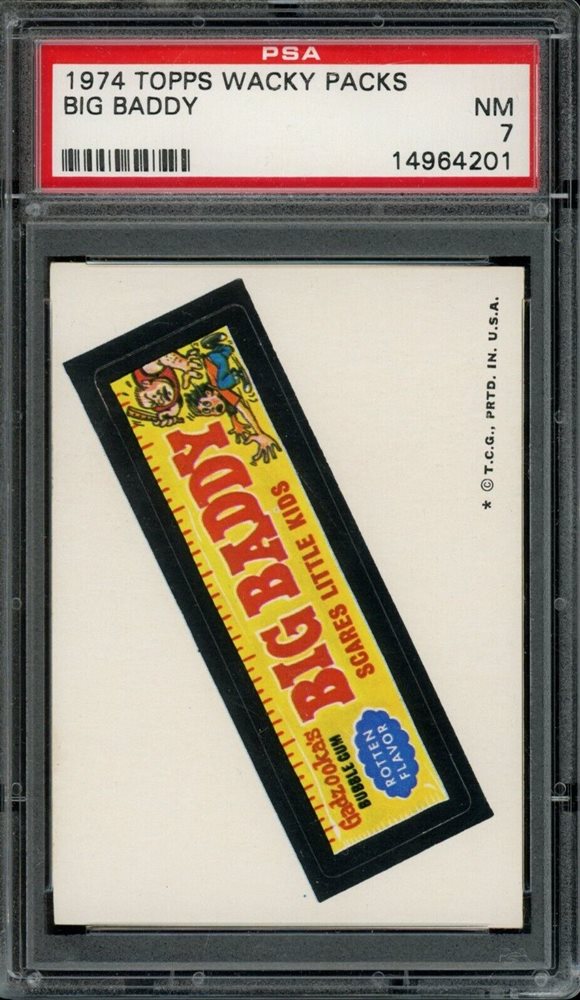 PSA
1974 TOPPS WACKY PACKS
BIG BADDY
NM
7
14964201
* © T.C.G., PRTD. IN. U.S.A.
Gadzooka's
BUBBLE GUM
BIG BADDY
SCARES LITTLE KIDS
ROTTEN
FLAVOR